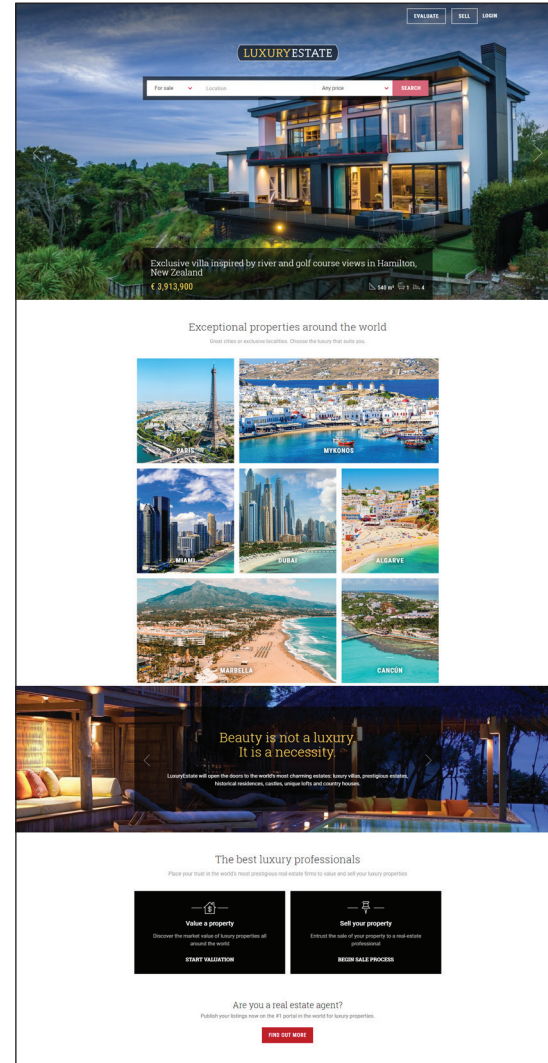 EVALUATE SELL LOGIN
LUXURYESTATE
For sale Location Any price SEARCH
Exclusive villa inspired by river and golf course views in Hamilton,
New Zealand
€ 3,913,900 540 m² 1 4
Exceptional properties around the world
Great cities or exclusive localities. Choose the luxury that suits you.
PARIS MYKONOS
MIAMI DUBAI ALGARVE
MARBELLA CANCÚN
Beauty is not a luxury.
It is a necessity.
LuxuryEstate will open the doors to the world's most charming estates: luxury villas, prestigious estates,
historical residences, castles, unique lofts and country houses.
The best luxury professionals
Place your trust in the world's most prestigious real estate firms to value and sell your luxury properties
Value a property
Discover the market value of luxury properties all
around the world
START VALUATION
Sell your property
Entrust the sale of your property to a real-estate
professional
BEGIN SALE PROCESS
Are you a real estate agent?
Publish your listings now on the #1 portal in the world for luxury properties.
FIND OUT MORE